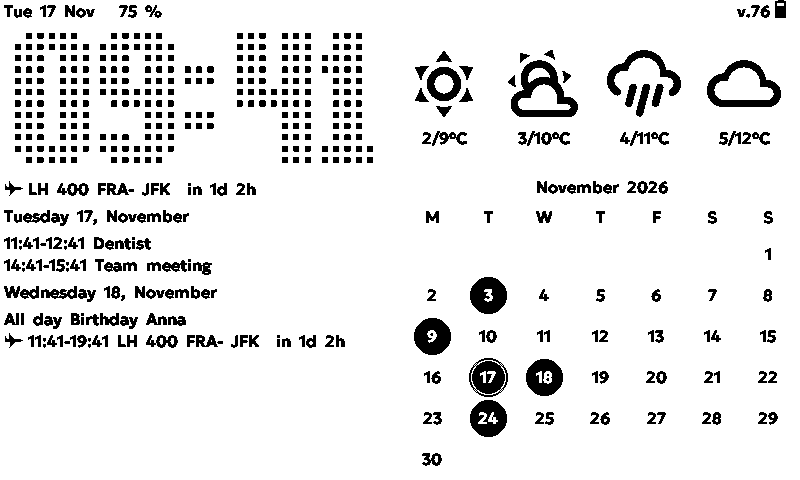 Tue 17 Nov 75 %
v.76
09:41
2/9°C 3/10°C 4/11°C 5/12°C
LH 400 FRA- JFK in 1d 2h
Tuesday 17, November
11:41-12:41 Dentist
14:41-15:41 Team meeting
Wednesday 18, November
All day Birthday Anna
11:41-19:41 LH 400 FRA- JFK in 1d 2h
November 2026
M T W T F S S
1
2 3 4 5 6 7 8
9 10 11 12 13 14 15
16 17 18 19 20 21 22
23 24 25 26 27 28 29
30